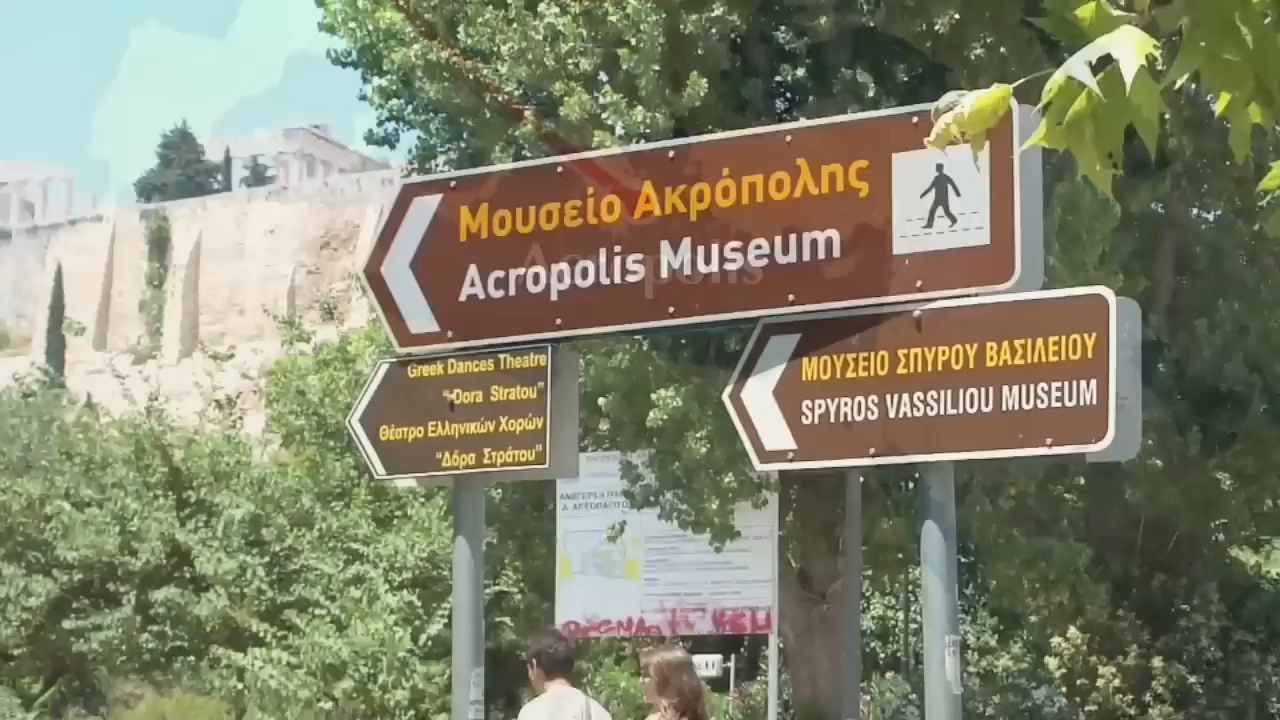 Μουσείο Ακρόπολης
Acropolis Museum
Acropolis
ΜΟΥΣΕΙΟ ΣΠΥΡΟΥ ΒΑΣΙΛΕΙΟΥ
SPYROS VASSILIOU MUSEUM
Greek Dances Theatre
"Dora Stratou"
Θέατρο Ελληνικών Χορών
"Δόρα Στράτου"